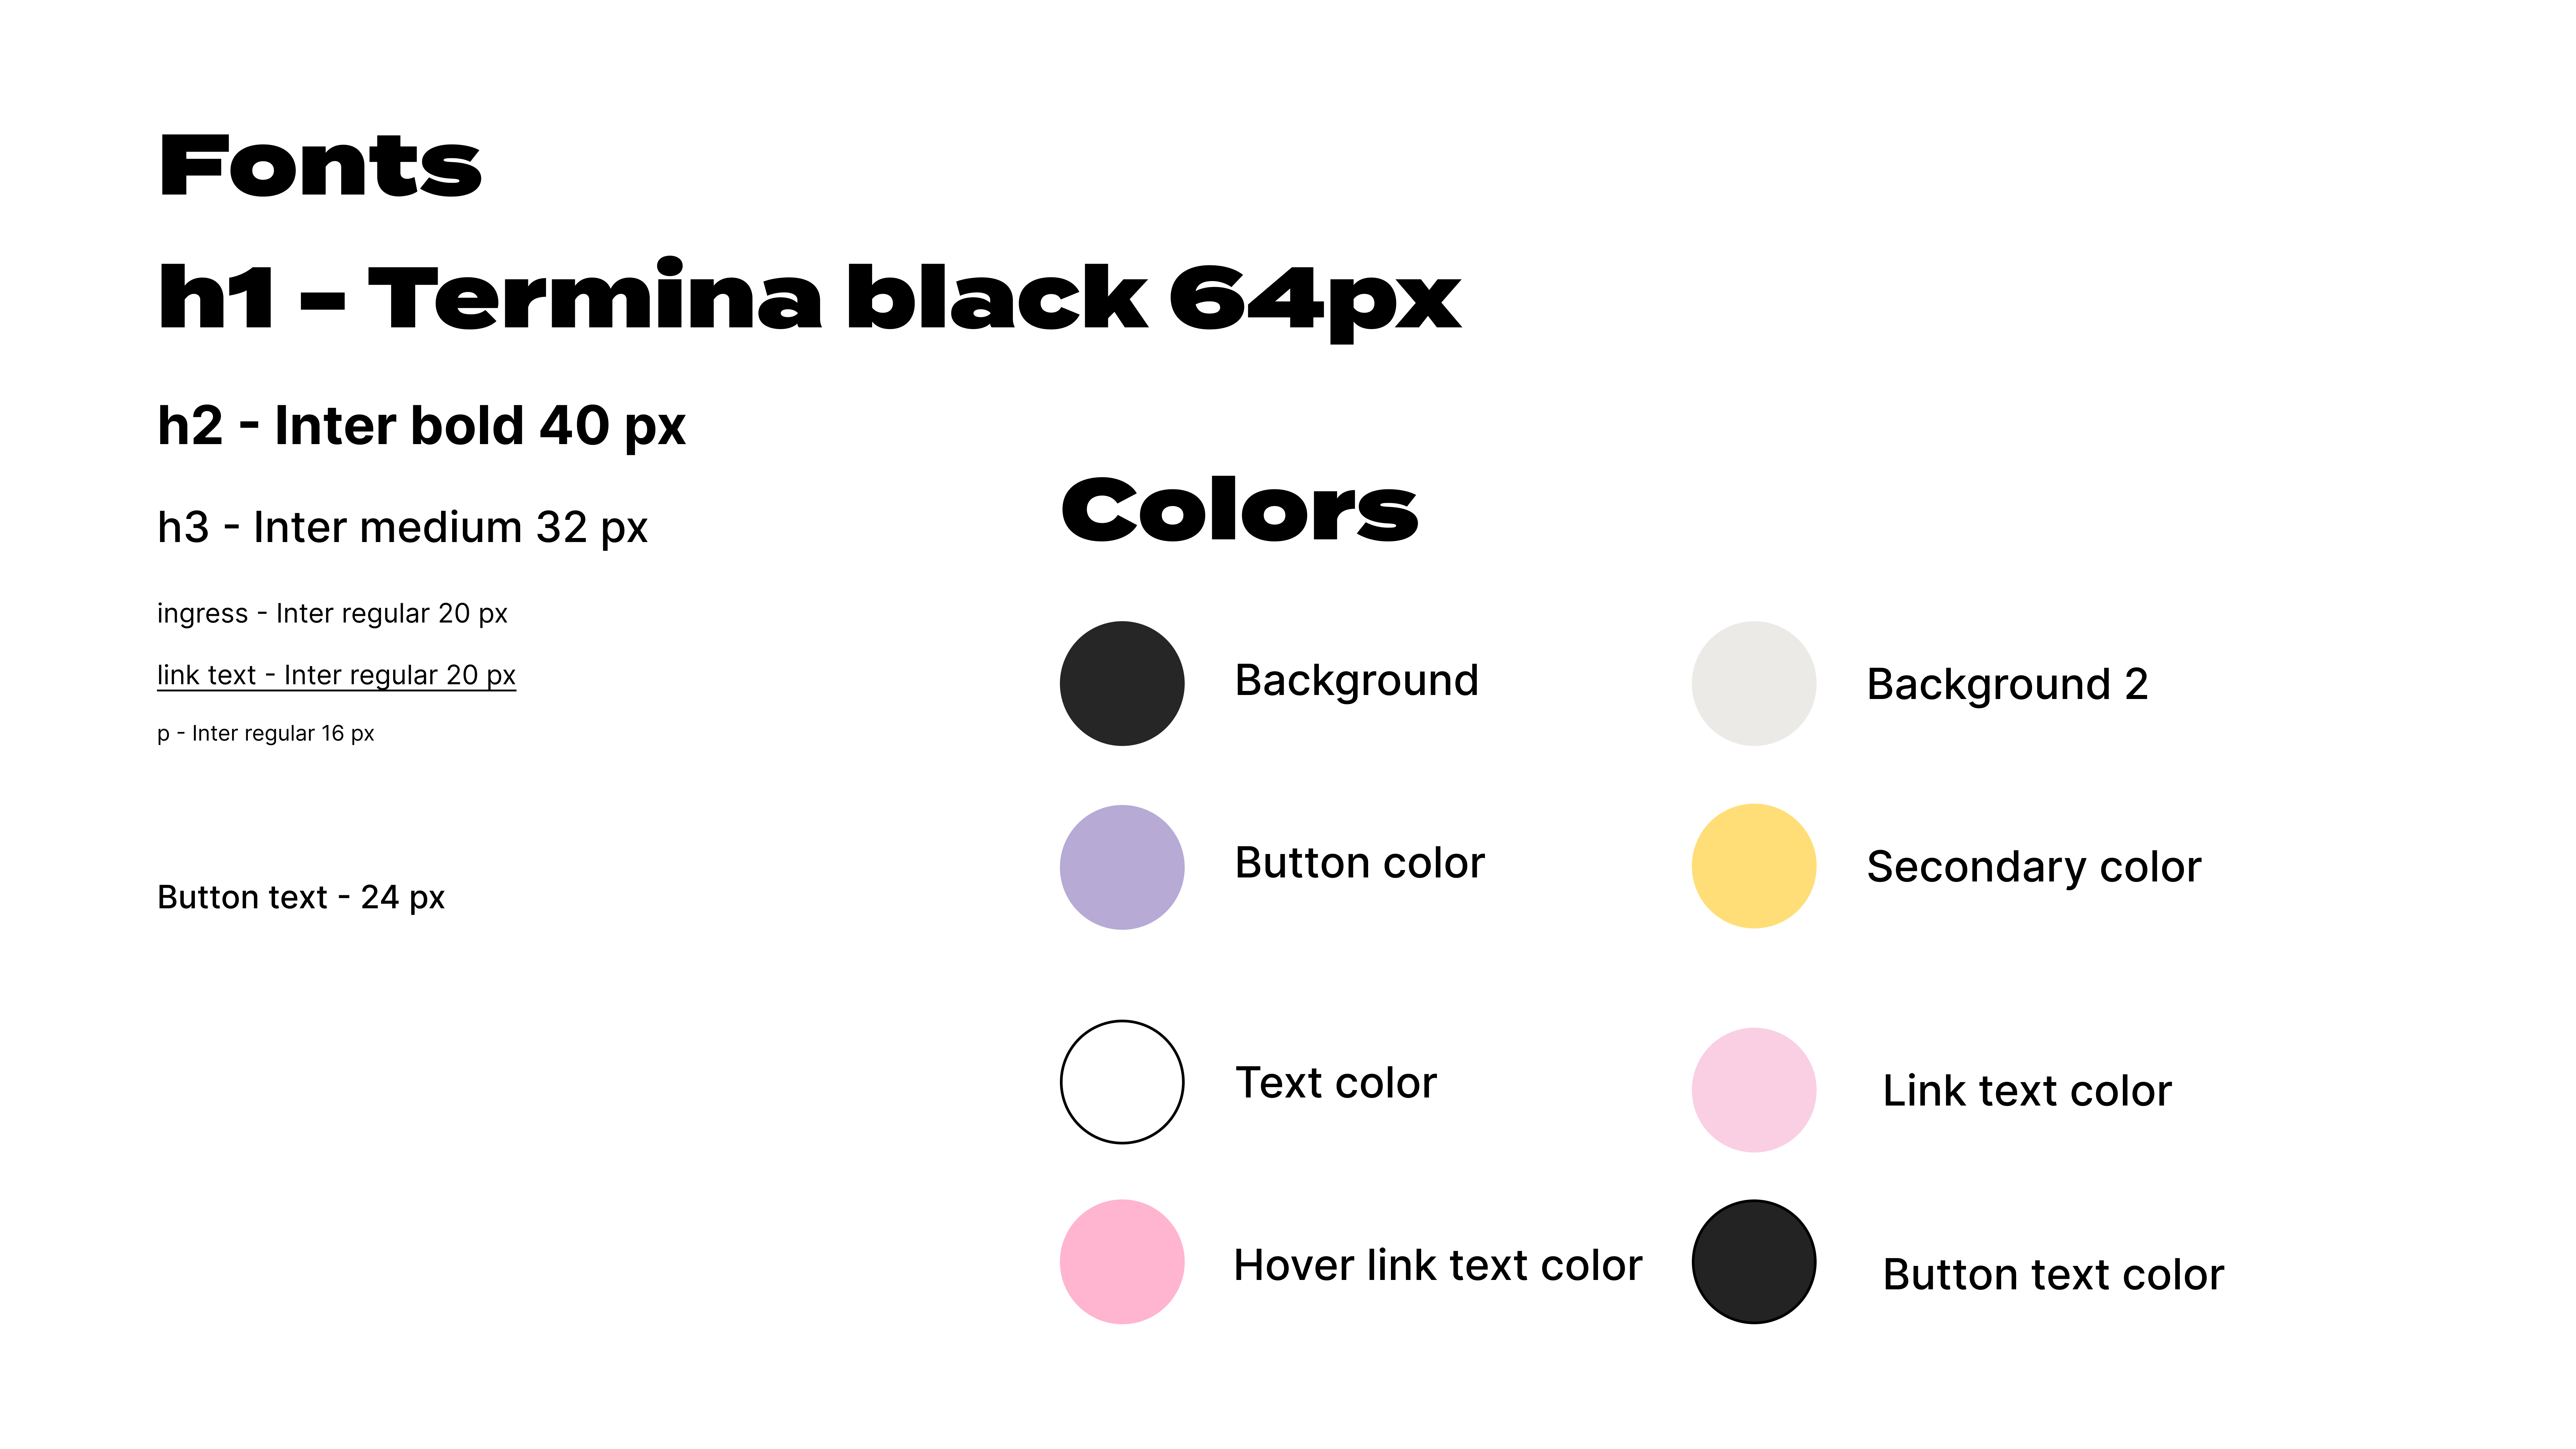 Fonts
h1 - Termina black 64px
h2 - Inter bold 40 px
h3 - Inter medium 32 px
ingress - Inter regular 20 px
link text - Inter regular 20 px
p - Inter regular 16 px
Button text - 24 px
Colors
Background
Background 2
Button color
Secondary color
Text color
Link text color
Hover link text color
Button text color